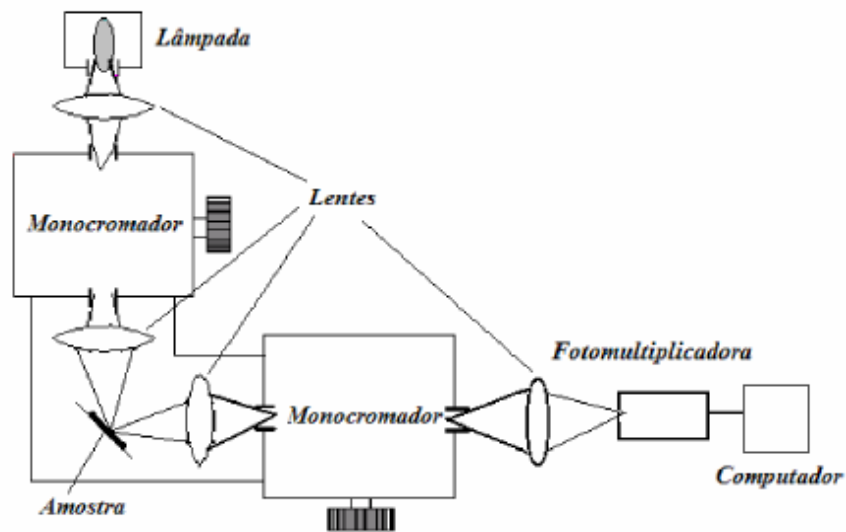 Lâmpada
Lentes
Monocromador
Fotomultiplicadora
Monocromador
Computador
Amostra